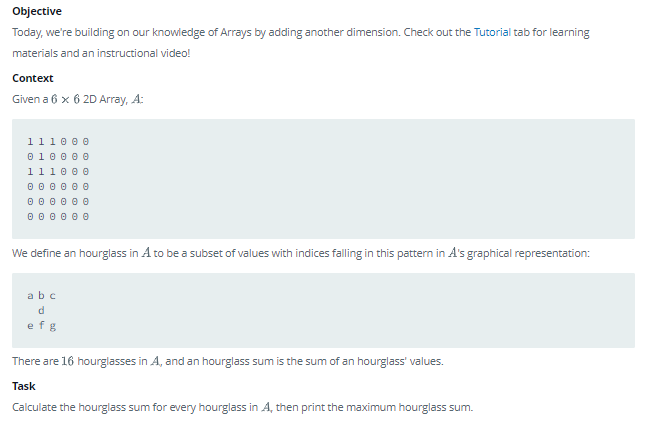 Objective
Today, we're building on our knowledge of Arrays by adding another dimension. Check out the Tutorial tab for learning
materials and an instructional video!
Context
Given a 6 × 6 2D Array, A:
1 1 1 0 0 0
0 1 0 0 0 0
1 1 1 0 0 0
0 0 0 0 0 0
0 0 0 0 0 0
0 0 0 0 0 0
We define an hourglass in A to be a subset of values with indices falling in this pattern in A's graphical representation:
a b c
d
e f g
There are 16 hourglasses in A, and an hourglass sum is the sum of an hourglass' values.
Task
Calculate the hourglass sum for every hourglass in A, then print the maximum hourglass sum.